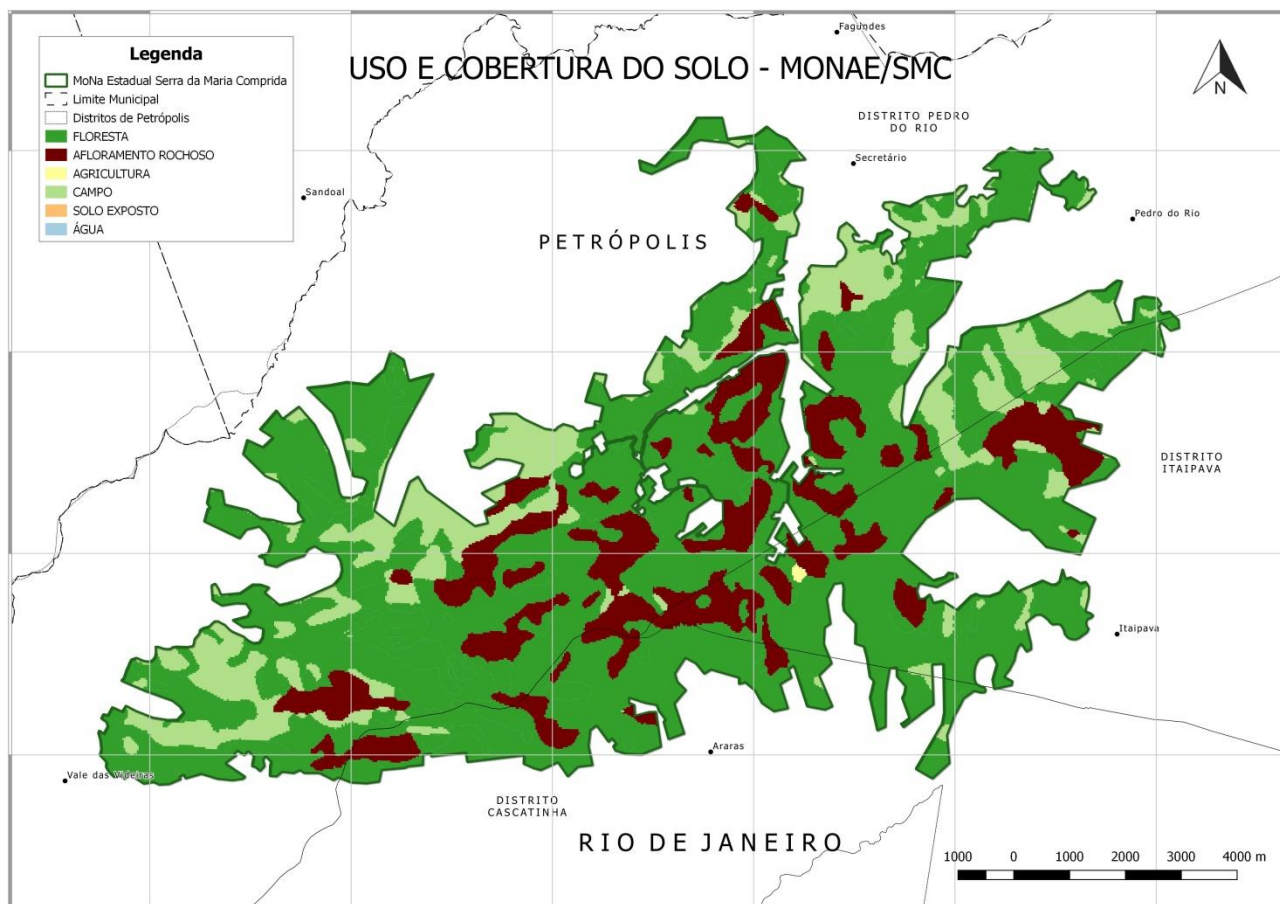 USO E COBERTURA DO SOLO - MONAE/SMC
Legenda
MoNa Estadual Serra da Maria Comprida
Limite Municipal
Distritos de Petrópolis
FLORESTA
AFLORAMENTO ROCHOSO
AGRICULTURA
CAMPO
SOLO EXPOSTO
ÁGUA
Fagundes
N
DISTRITO PEDRO
DO RIO
Secretário
Sandoal
Pedro do Rio
PETRÓPOLIS
DISTRITO
ITAIPAVA
Itaipava
Araras
Vale das Videiras
DISTRITO
CASCATINHA
RIO DE JANEIRO
1000 0 1000 2000 3000 4000 m